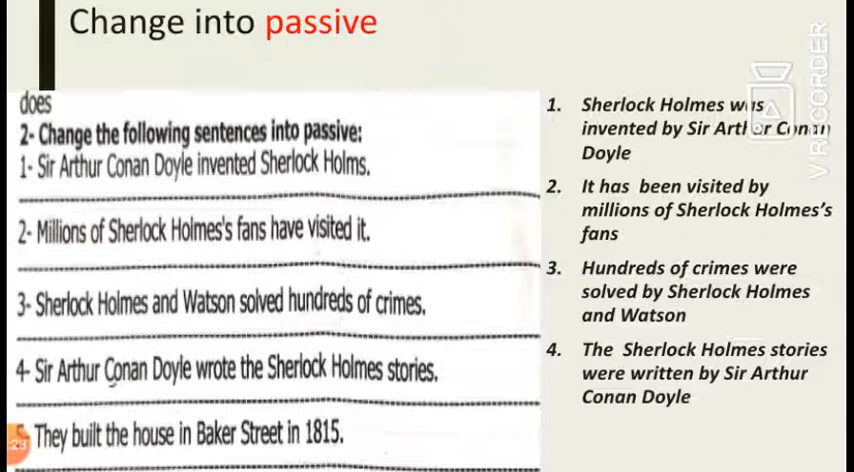 Change into passive
does
2- Change the following sentences into passive:
1- Sir Arthur Conan Doyle invented Sherlock Holms.
2- Millions of Sherlock Holmes's fans have visited it.
3- Sherlock Holmes and Watson solved hundreds of crimes.
4- Sir Arthur Conan Doyle wrote the Sherlock Holmes stories.
5- They built the house in Baker Street in 1815.
:23
1. Sherlock Holmes was
invented by Sir Arthur Conan
Doyle
2. It has been visited by
millions of Sherlock Holmes's
fans
3. Hundreds of crimes were
solved by Sherlock Holmes
and Watson
4. The Sherlock Holmes stories
were written by Sir Arthur
Conan Doyle
V RECORDER